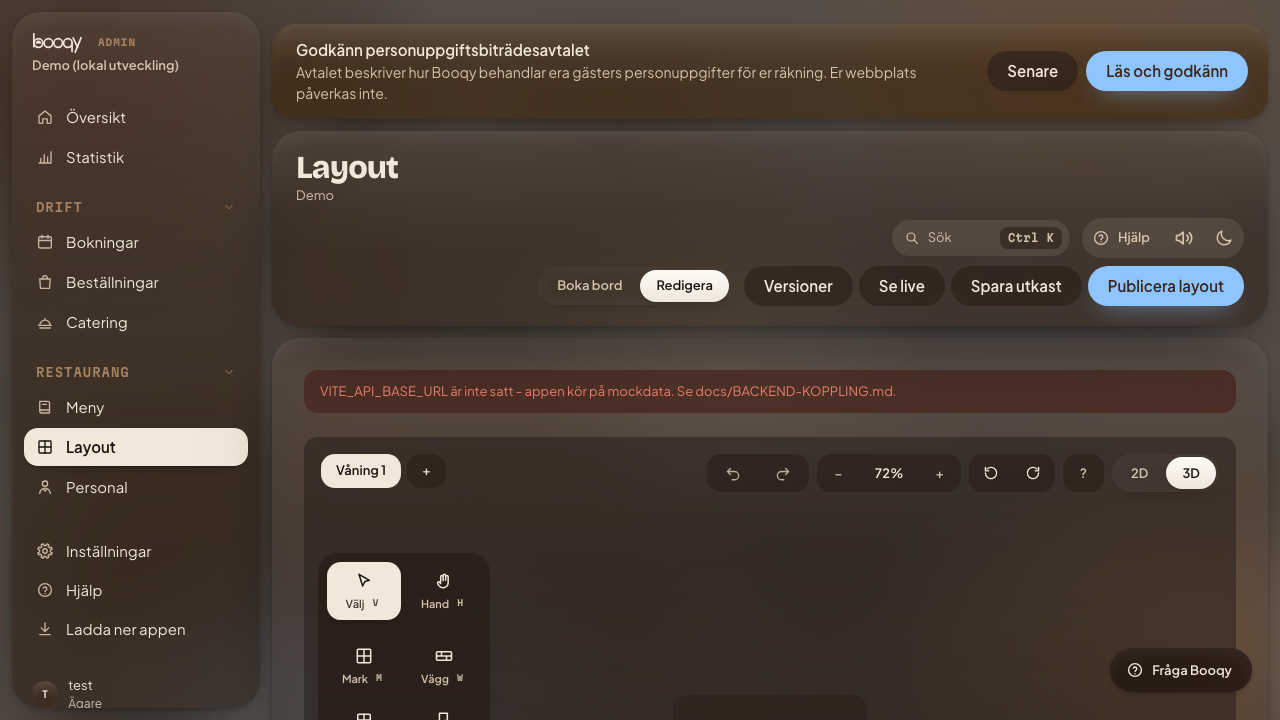 booqy ADMIN
Demo (lokal utveckling)
Översikt
Statistik
DRIFT
Bokningar
Beställningar
Catering
RESTAURANG
Meny
Layout
Personal
Inställningar
Hjälp
Ladda ner appen
T test
Ägare
Godkänn personuppgiftsbiträdesavtalet
Avtalet beskriver hur Booqy behandlar era gästers personuppgifter för er räkning. Er webbplats
påverkas inte.
Senare
Läs och godkänn
Layout
Demo
Sök Ctrl K
Hjälp
Boka bord Redigera
Versioner
Se live
Spara utkast
Publicera layout
VITE_API_BASE_URL är inte satt - appen kör på mockdata. Se docs/BACKEND-KOPPLING.md.
Våning 1 +
− 72% +
?
2D 3D
Välj V
Hand H
Mark M
Vägg W
Fråga Booqy